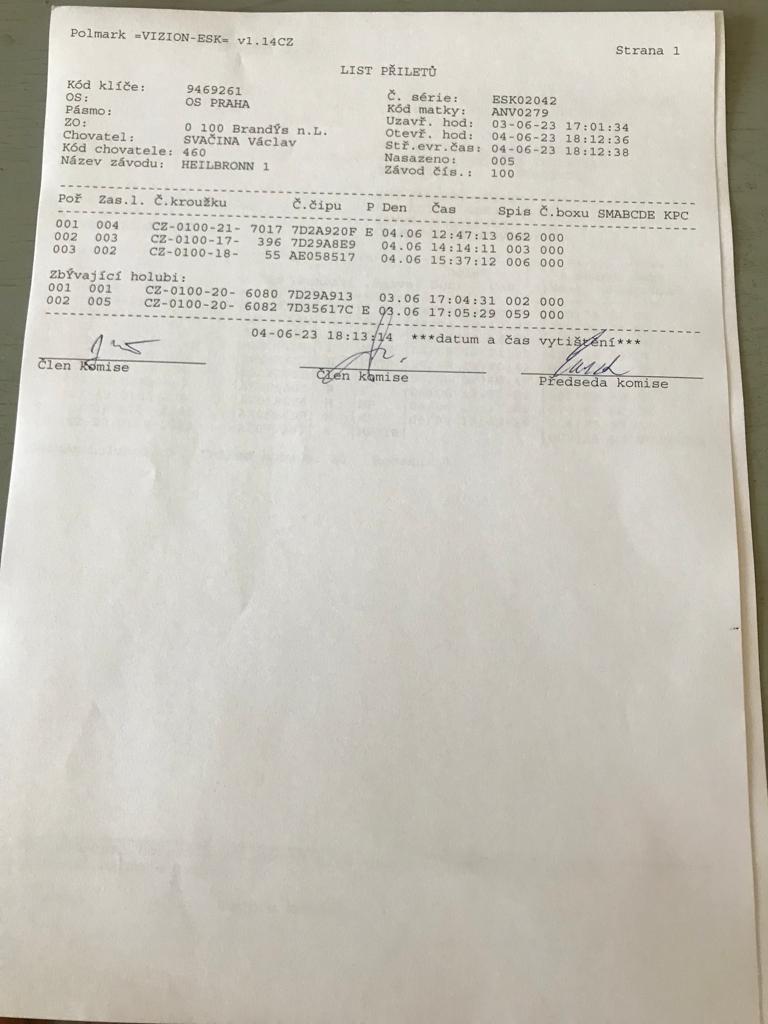 Polmark =VIZION-ESK= v1.14CZ
Strana 1
LIST PŘILETŮ
Kód klíče: 9469261
OS: OS PRAHA
Pásmo:
ZO: 0 100 BrandÝs n.L.
Chovatel: SVAČINA Václav
Kód chovatele: 460
Název závodu: HEILBRONN 1
Č. série: ESK02042
Kód matky: ANV0279
Uzavř. hod: 03-06-23 17:01:34
Otevř. hod: 04-06-23 18:12:36
Stř.evr.čas: 04-06-23 18:12:38
Nasazeno: 005
Závod čís.: 100
Poř Zas.l. Č.kroužku Č.čipu P Den Čas Spis Č.boxu SMABCDE KPC
001 004 CZ-0100-21- 7017 7D2A920F E 04.06 12:47:13 062 000
002 003 CZ-0100-17- 396 7D29A8E9 04.06 14:14:11 003 000
003 002 CZ-0100-18- 55 AE058517 04.06 15:37:12 006 000
ZbÝvající holubi:
001 001 CZ-0100-20- 6080 7D29A913 03.06 17:04:31 002 000
002 005 CZ-0100-20- 6082 7D35617C E 03.06 17:05:29 059 000
04-06-23 18:13:14 ***datum a čas vytištění***
Člen komise
Člen komise
Předseda komise